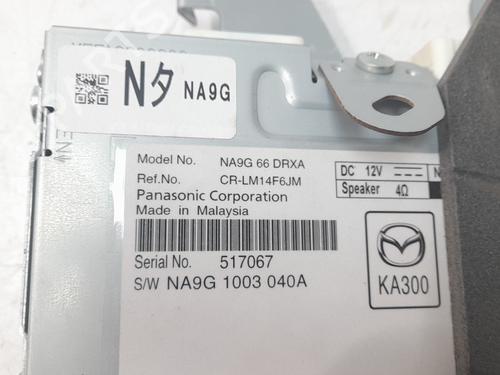 Nタ NA9G
Model No. NA9G 66 DRXA
Ref.No. CR-LM14F6JM
Panasonic Corporation
Made in Malaysia
DC 12V
Speaker 4Ω
Serial No. 517067
S/W NA9G 1003 040A
KA300